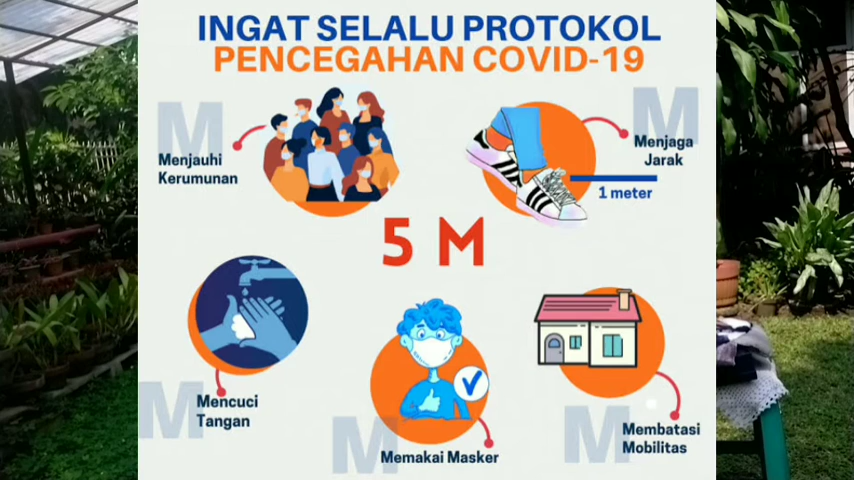 INGAT SELALU PROTOKOL
PENCEGAHAN COVID-19
M
Menjauhi
Kerumunan
M
Menjaga
Jarak
1 meter
5 M
M
Mencuci
Tangan
M
Memakai Masker
M
Membatasi
Mobilitas